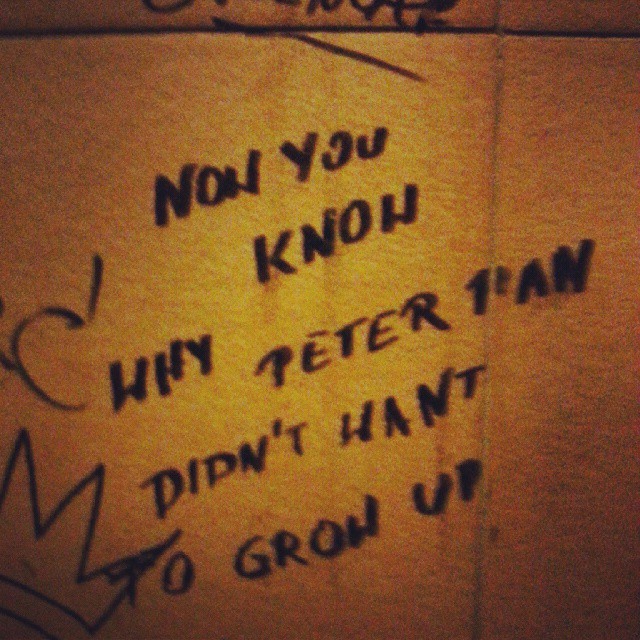 NOW YOU
KNOW
WHY PETER PAN
DIDN'T WANT
TO GROW UP